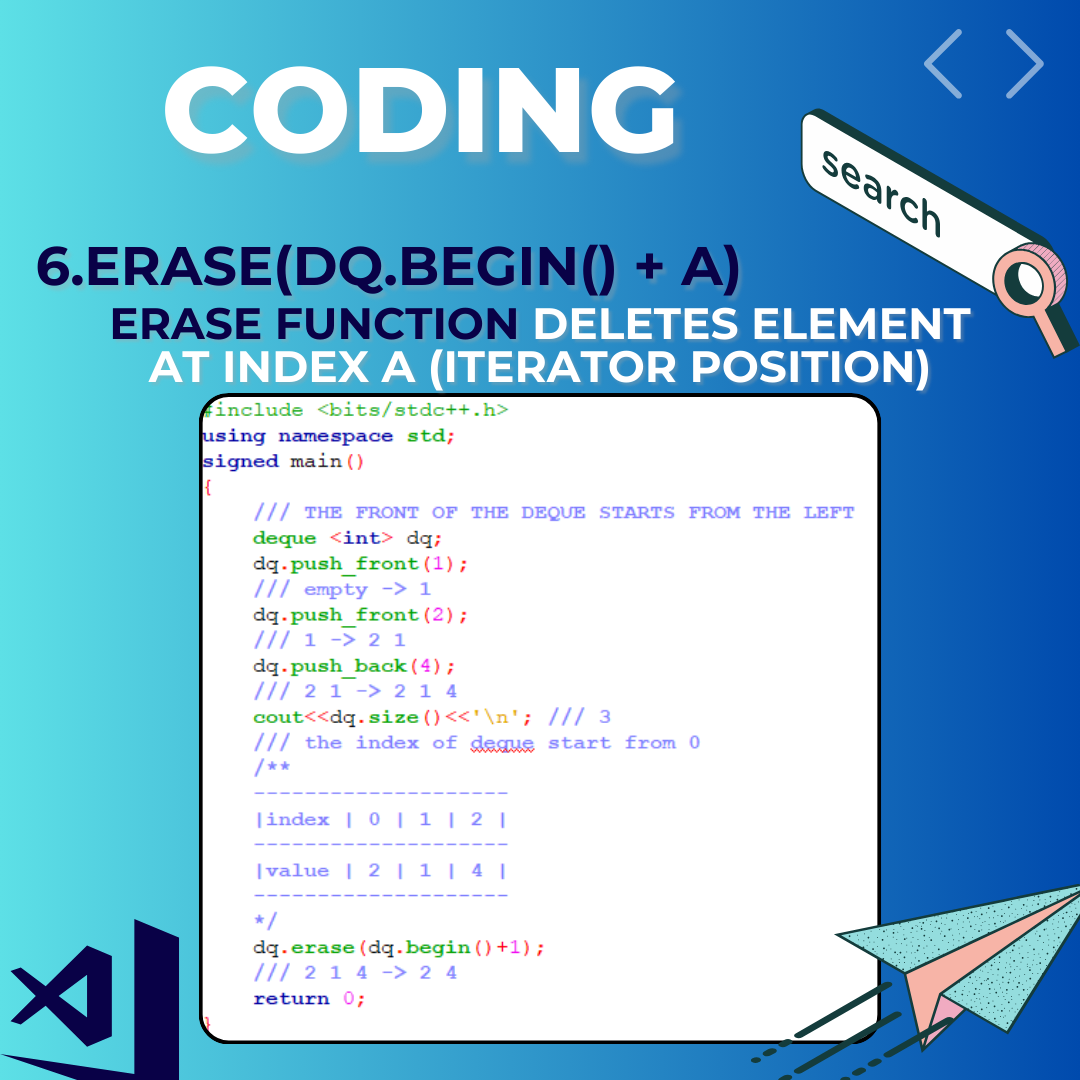 CODING
search
6.ERASE(DQ.BEGIN() + A)
ERASE FUNCTION DELETES ELEMENT
AT INDEX A (ITERATOR POSITION)
#include <bits/stdc++.h>
using namespace std;
signed main()
{
/// THE FRONT OF THE DEQUE STARTS FROM THE LEFT
deque <int> dq;
dq.push_front(1);
/// empty -> 1
dq.push_front(2);
/// 1 -> 2 1
dq.push_back(4);
/// 2 1 -> 2 1 4
cout<<dq.size()<<'\n'; /// 3
/// the index of deque start from 0
/**
--------------------
|index | 0 | 1 | 2 |
--------------------
|value | 2 | 1 | 4 |
--------------------
*/
dq.erase(dq.begin()+1);
/// 2 1 4 -> 2 4
return 0;
}